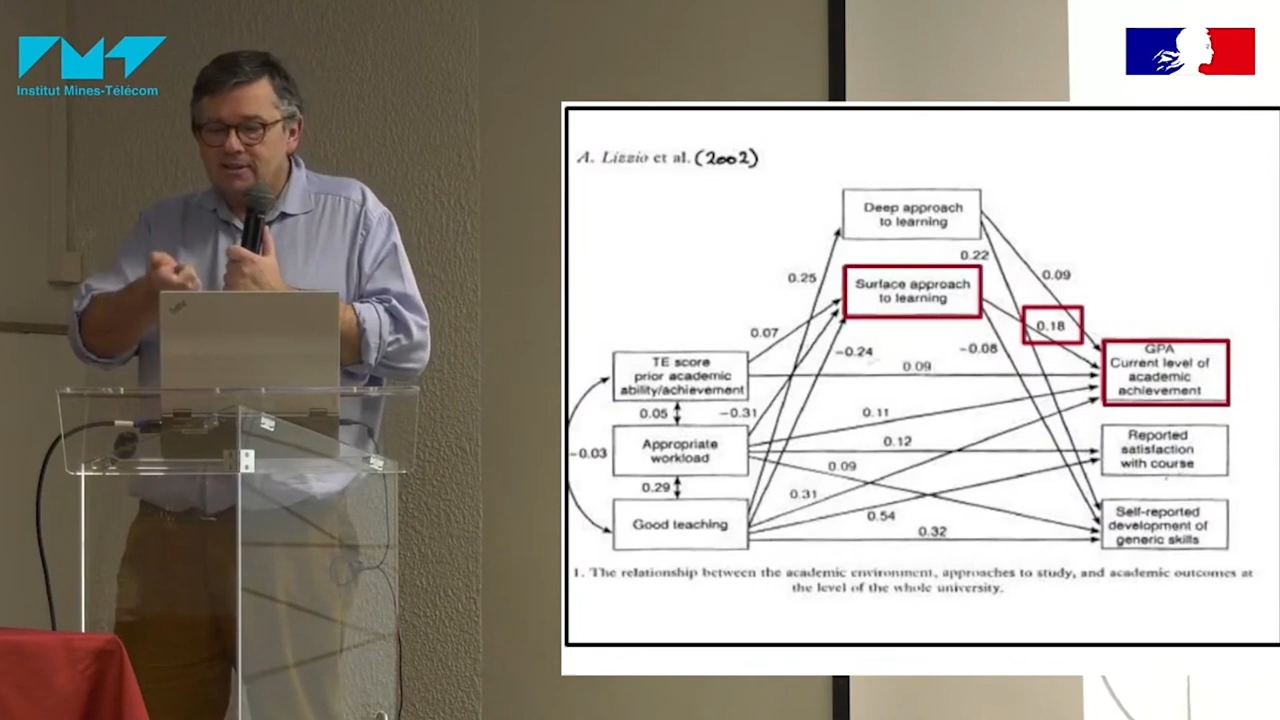 Institut Mines-Télécom
A. Lizzio et al. (2002)
Deep approach
to learning
0.22
0.25
0.09
Surface approach
to learning
0.18
0.07
-0.24
-0.08
TE score
prior academic
ability/achievement
0.09
GPA
Current level of
academic
achievement
0.05
-0.31
0.11
Appropriate
workload
0.12
Reported
satisfaction
with course
-0.03
0.09
0.29
0.31
0.54
Good teaching
0.32
Self-reported
development of
generic skills
1. The relationship between the academic environment, approaches to study, and academic outcomes at
the level of the whole university.